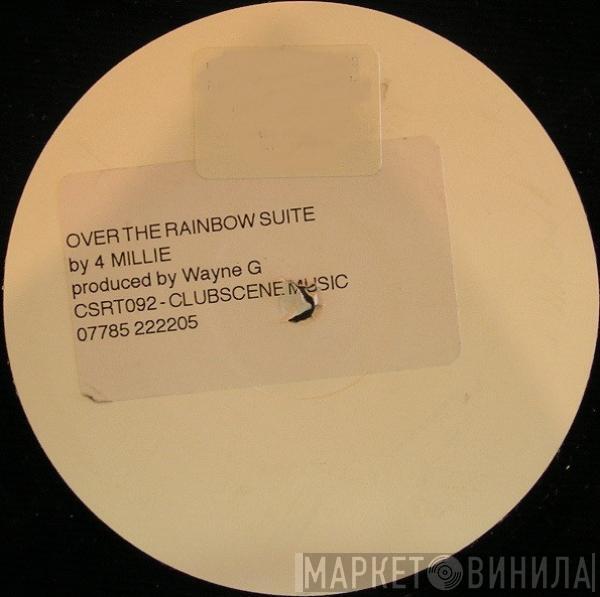 OVER THE RAINBOW SUITE
by 4 MILLIE
produced by Wayne G
CSRT092 - CLUBSCENE MUSIC
07785 222205
МАРКЕТ ВИНИЛА